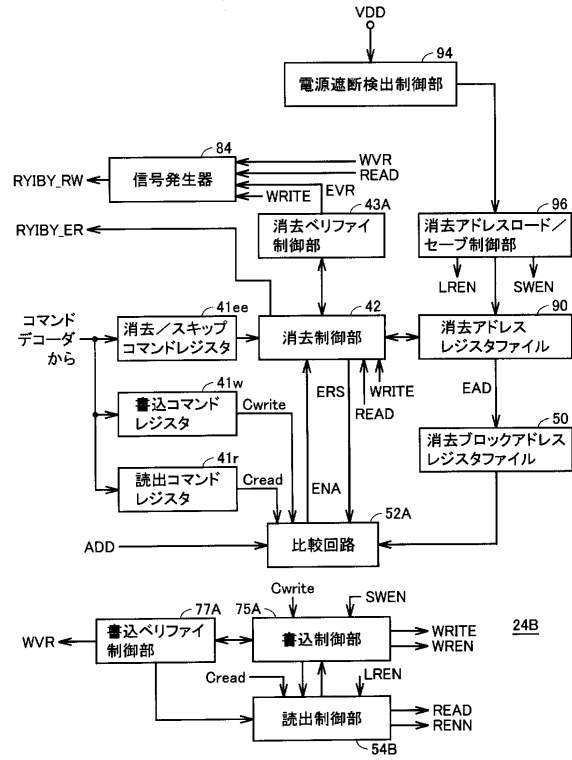 VDD
94
電源遮断検出制御部
84
信号発生器
RYIBY_RW
WVR
READ
EVR
WRITE
43A
消去ベリファイ
制御部
96
消去アドレスロード／
セーブ制御部
RYIBY_ER
LREN
SWEN
コマンド
デコーダ
から
41ee
消去／スキップ
コマンドレジスタ
42
消去制御部
90
消去アドレス
レジスタファイル
41w
書込コマンド
レジスタ
Cwrite
ERS
WRITE
READ
EAD
50
消去ブロックアドレス
レジスタファイル
41r
読出コマンド
レジスタ
Cread
ENA
52A
比較回路
ADD
Cwrite
SWEN
77A
書込ベリファイ
制御部
75A
書込制御部
WVR
WRITE
WREN
24B
Cread
LREN
読出制御部
54B
READ
RENN